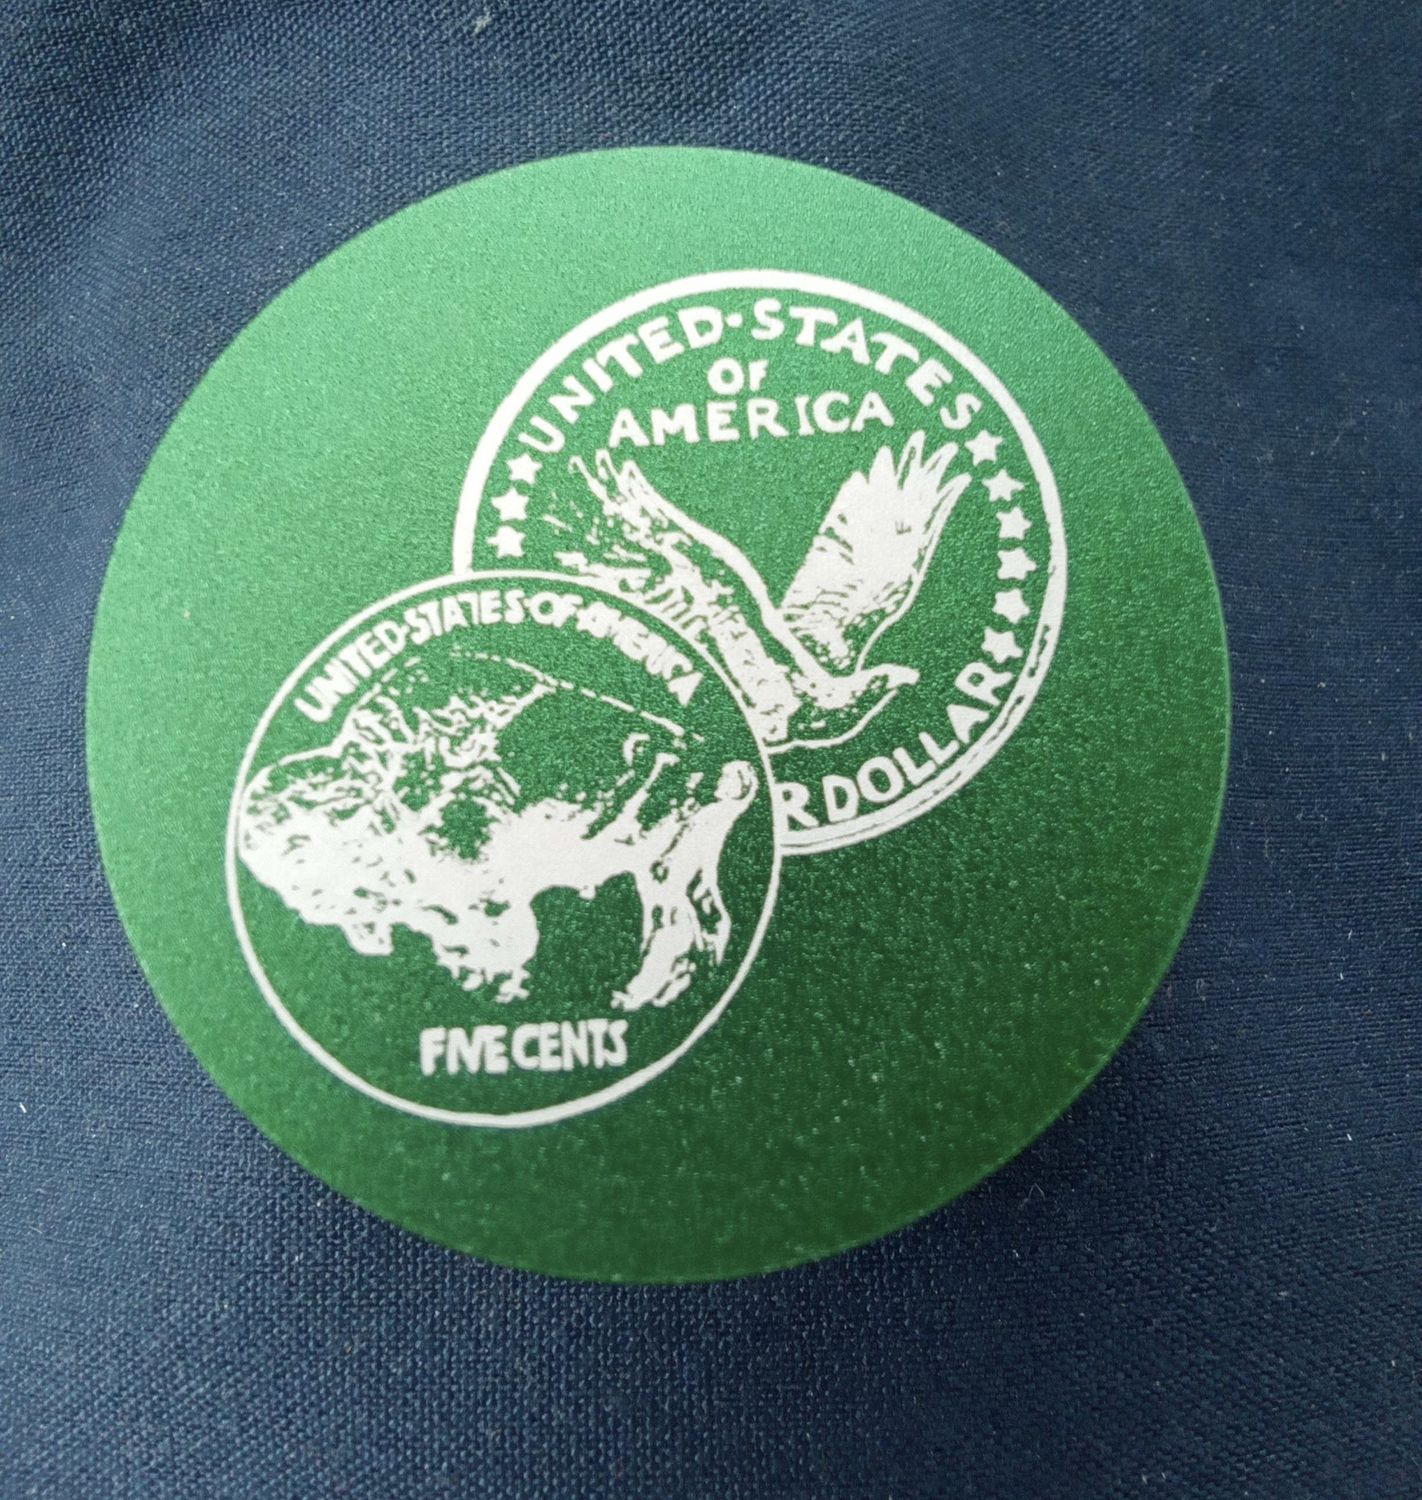 UNITED·STATES
OF
AMERICA
R DOLLAR
UNITED·STATES·OF·AMERICA
FIVE CENTS